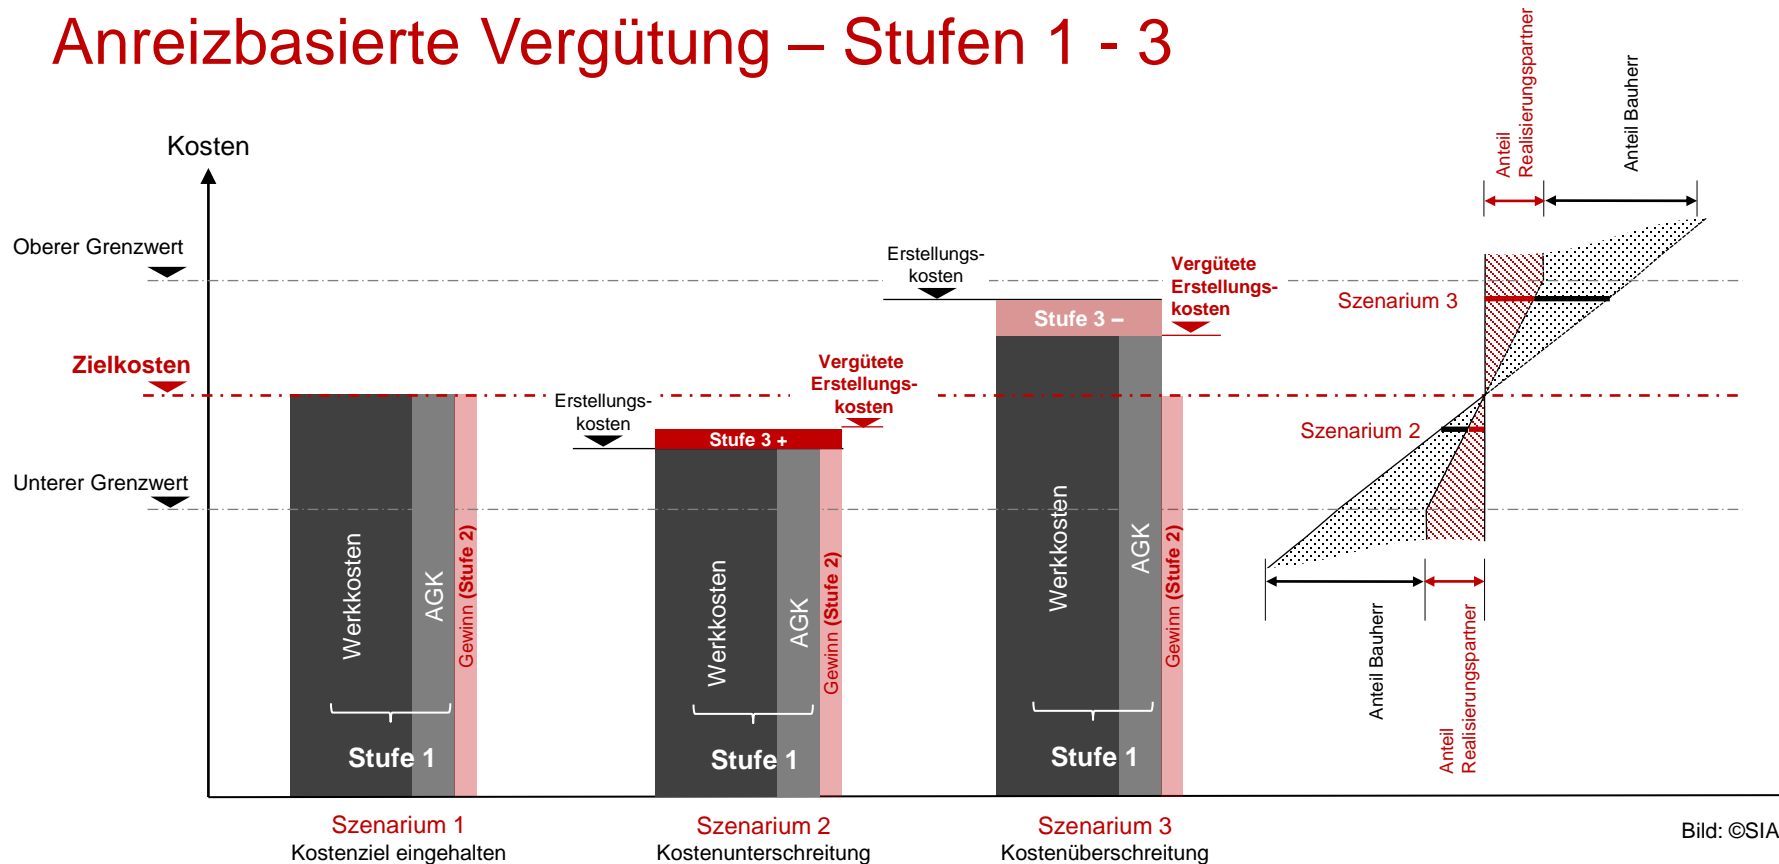 Anreizbasierte Vergütung – Stufen 1 - 3
Kosten
Oberer Grenzwert
Zielkosten
Unterer Grenzwert
Werkkosten
AGK
Gewinn (Stufe 2)
Stufe 1
Szenarium 1
Kostenziel eingehalten
Erstellungs-
kosten
Vergütete
Erstellungs-
kosten
Stufe 3 +
Werkkosten
AGK
Gewinn (Stufe 2)
Stufe 1
Szenarium 2
Kostenunterschreitung
Erstellungs-
kosten
Vergütete
Erstellungs-
kosten
Stufe 3 –
Werkkosten
AGK
Gewinn (Stufe 2)
Stufe 1
Szenarium 3
Kostenüberschreitung
Anteil
Realisierungspartner
Anteil Bauherr
Szenarium 3
Szenarium 2
Anteil Bauherr
Anteil
Realisierungspartner
Bild: ©SIA